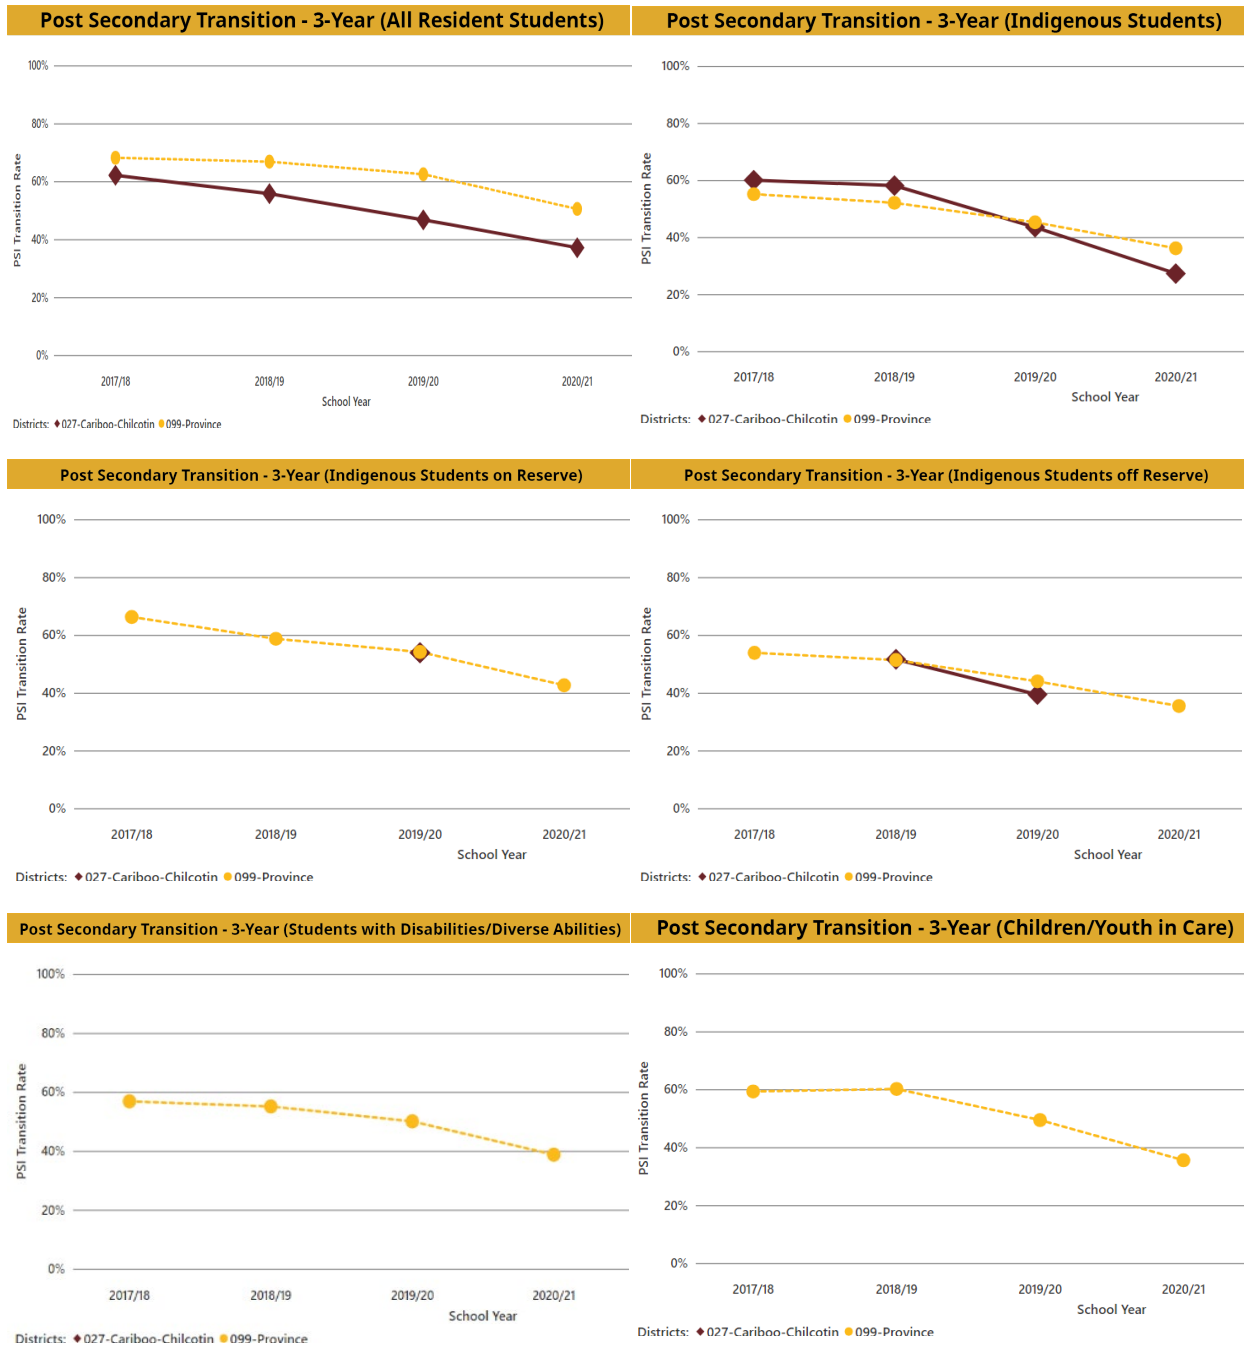 Post Secondary Transition - 3-Year (All Resident Students)
100%
80%
60%
40%
20%
0%
PSI Transition Rate
2017/18 2018/19 2019/20 2020/21
School Year
Districts: 027-Cariboo-Chilcotin 099-Province
Post Secondary Transition - 3-Year (Indigenous Students)
100%
80%
60%
40%
20%
0%
PSI Transition Rate
2017/18 2018/19 2019/20 2020/21
School Year
Districts: 027-Cariboo-Chilcotin 099-Province
Post Secondary Transition - 3-Year (Indigenous Students on Reserve)
100%
80%
60%
40%
20%
0%
PSI Transition Rate
2017/18 2018/19 2019/20 2020/21
School Year
Districts: 027-Cariboo-Chilcotin 099-Province
Post Secondary Transition - 3-Year (Indigenous Students off Reserve)
100%
80%
60%
40%
20%
0%
PSI Transition Rate
2017/18 2018/19 2019/20 2020/21
School Year
Districts: 027-Cariboo-Chilcotin 099-Province
Post Secondary Transition - 3-Year (Students with Disabilities/Diverse Abilities)
100%
80%
60%
40%
20%
0%
PSI Transition Rate
2017/18 2018/19 2019/20 2020/21
School Year
Districts: 027-Cariboo-Chilcotin 099-Province
Post Secondary Transition - 3-Year (Children/Youth in Care)
100%
80%
60%
40%
20%
0%
PSI Transition Rate
2017/18 2018/19 2019/20 2020/21
School Year
Districts: 027-Cariboo-Chilcotin 099-Province